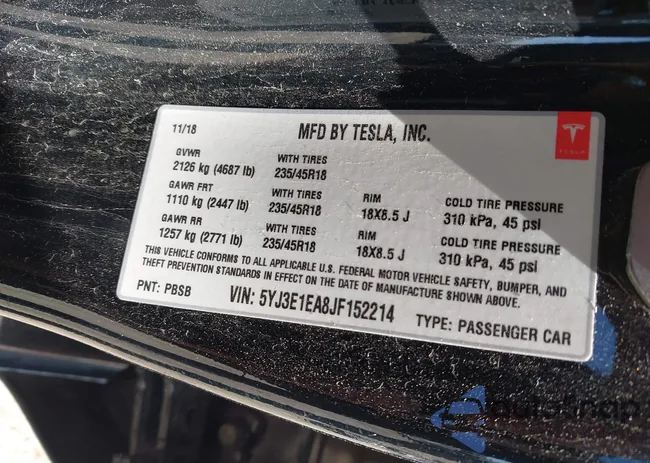 11/18 MFD BY TESLA, INC.
TESLA
GVWR WITH TIRES
2126 kg (4687 lb) 235/45R18
GAWR FRT WITH TIRES RIM COLD TIRE PRESSURE
1110 kg (2447 lb) 235/45R18 18X8.5 J 310 kPa, 45 psi
GAWR RR WITH TIRES RIM COLD TIRE PRESSURE
1257 kg (2771 lb) 235/45R18 18X8.5 J 310 kPa, 45 psi
THIS VEHICLE CONFORMS TO ALL APPLICABLE U.S. FEDERAL MOTOR VEHICLE SAFETY, BUMPER, AND
THEFT PREVENTION STANDARDS IN EFFECT ON THE DATE OF MANUFACTURE SHOWN ABOVE.
PNT: PBSB VIN: 5YJ3E1EA8JF152214 TYPE: PASSENGER CAR